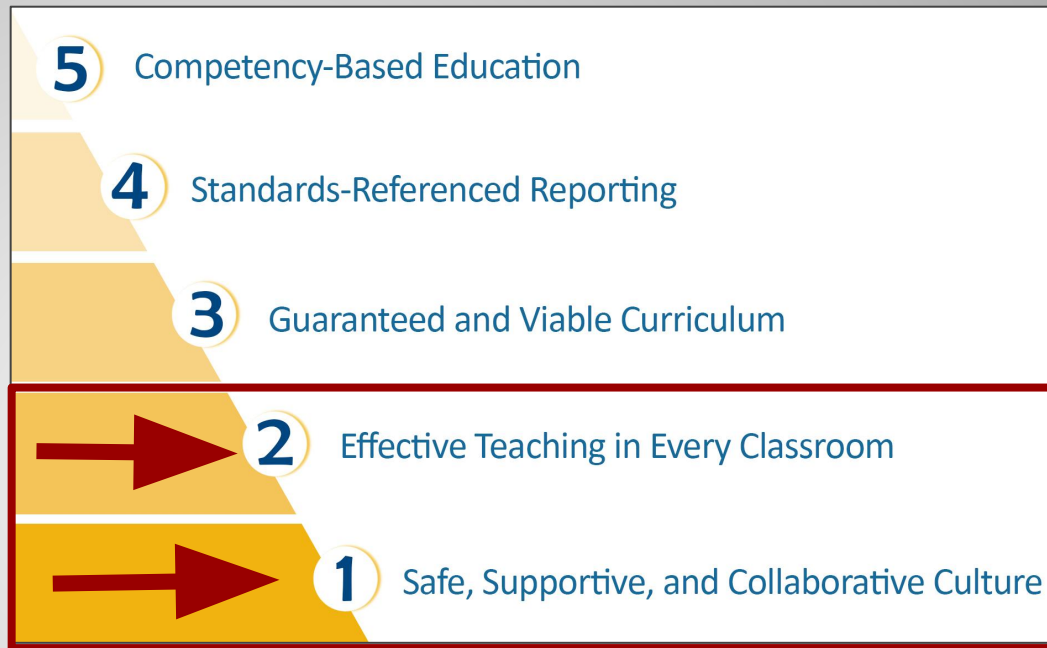 5 Competency-Based Education
4 Standards-Referenced Reporting
3 Guaranteed and Viable Curriculum
2 Effective Teaching in Every Classroom
1 Safe, Supportive, and Collaborative Culture